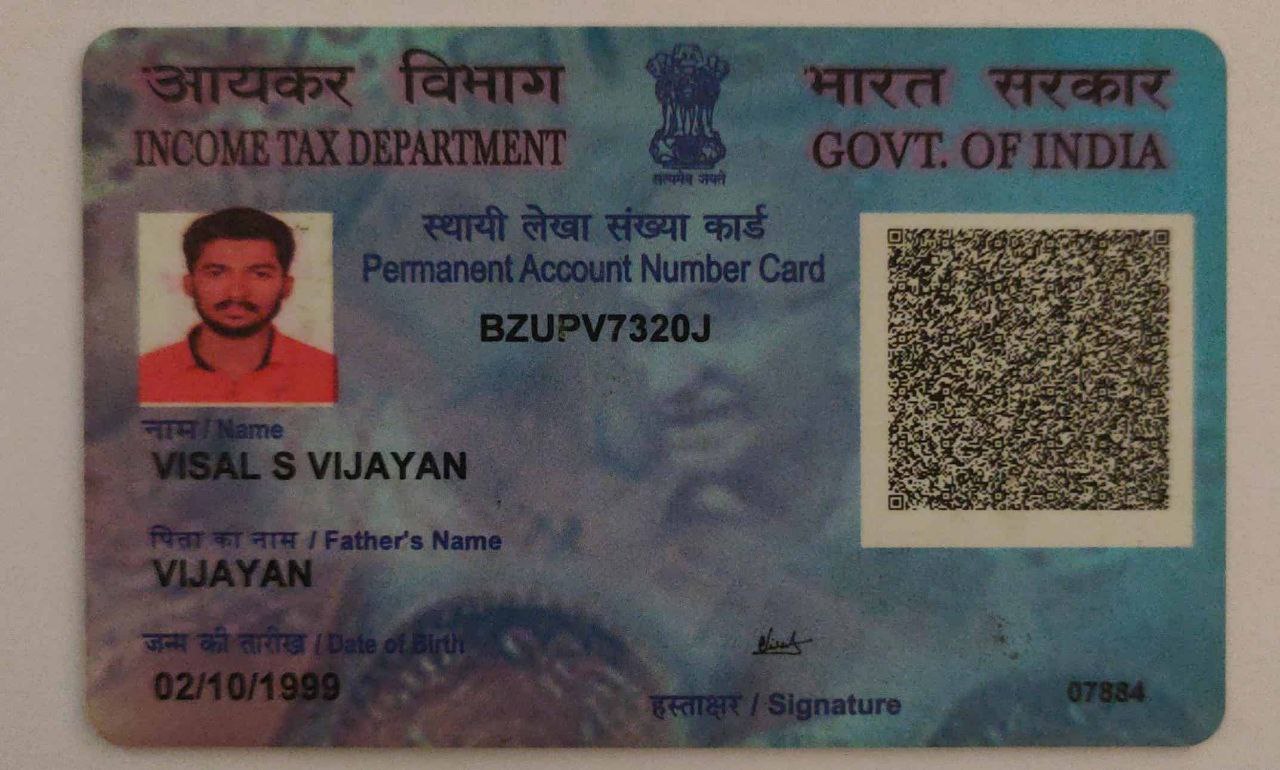 आयकर विभाग
INCOME TAX DEPARTMENT
सत्यमेव जयते
भारत सरकार
GOVT. OF INDIA
स्थायी लेखा संख्या कार्ड
Permanent Account Number Card
BZUPV7320J
नाम / Name
VISAL S VIJAYAN
पिता का नाम / Father's Name
VIJAYAN
जन्म की तारीख / Date of Birth
02/10/1999
हस्ताक्षर / Signature
07884